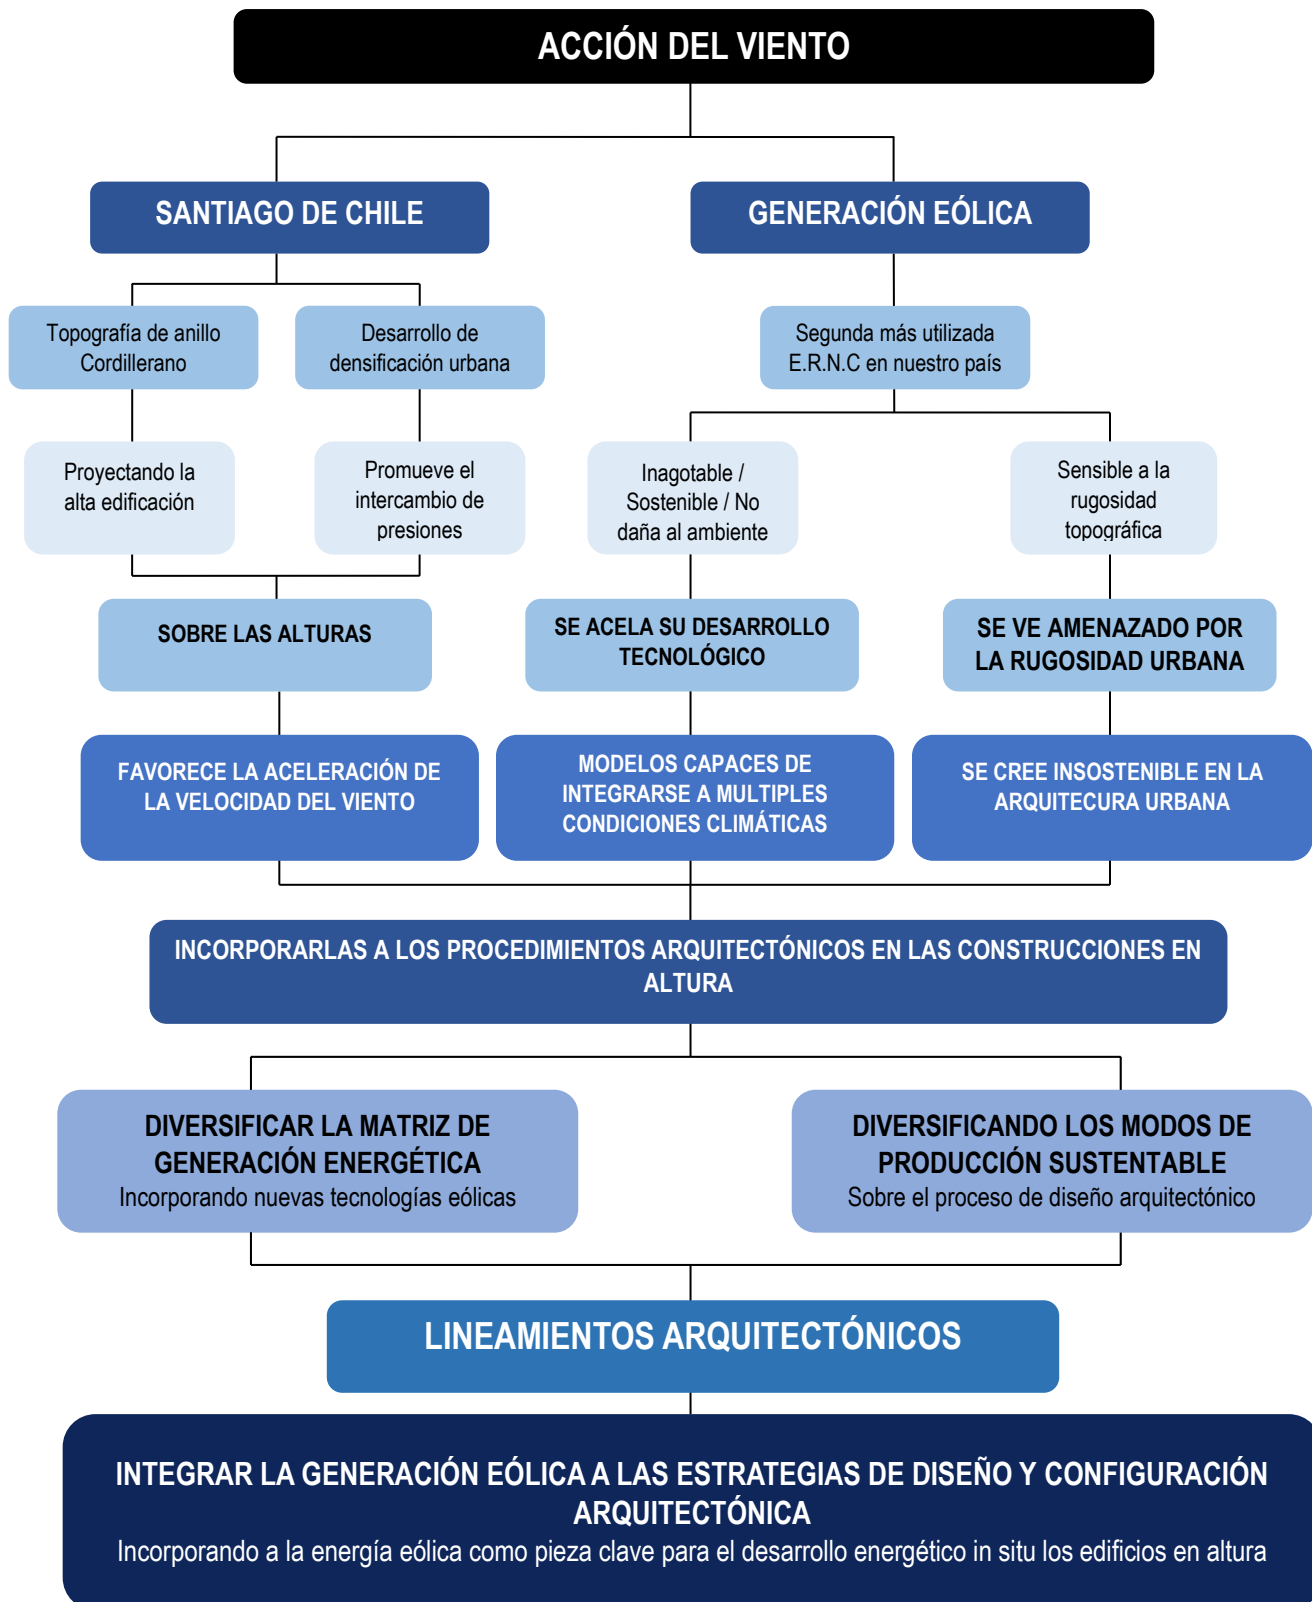 ACCIÓN DEL VIENTO
SANTIAGO DE CHILE
GENERACIÓN EÓLICA
Topografía de anillo
Cordillerano
Desarrollo de
densificación urbana
Segunda más utilizada
E.R.N.C en nuestro país
Proyectando la
alta edificación
Promueve el
intercambio de
presiones
Inagotable /
Sostenible / No
daña al ambiente
Sensible a la
rugosidad
topográfica
SOBRE LAS ALTURAS
SE ACELA SU DESARROLLO
TECNOLÓGICO
SE VE AMENAZADO POR
LA RUGOSIDAD URBANA
FAVORECE LA ACELERACIÓN DE
LA VELOCIDAD DEL VIENTO
MODELOS CAPACES DE
INTEGRARSE A MULTIPLES
CONDICIONES CLIMÁTICAS
SE CREE INSOSTENIBLE EN LA
ARQUITECURA URBANA
INCORPORARLAS A LOS PROCEDIMIENTOS ARQUITECTÓNICOS EN LAS CONSTRUCCIONES EN
ALTURA
DIVERSIFICAR LA MATRIZ DE
GENERACIÓN ENERGÉTICA
Incorporando nuevas tecnologías eólicas
DIVERSIFICANDO LOS MODOS DE
PRODUCCIÓN SUSTENTABLE
Sobre el proceso de diseño arquitectónico
LINEAMIENTOS ARQUITECTÓNICOS
INTEGRAR LA GENERACIÓN EÓLICA A LAS ESTRATEGIAS DE DISEÑO Y CONFIGURACIÓN
ARQUITECTÓNICA
Incorporando a la energía eólica como pieza clave para el desarrollo energético in situ los edificios en altura